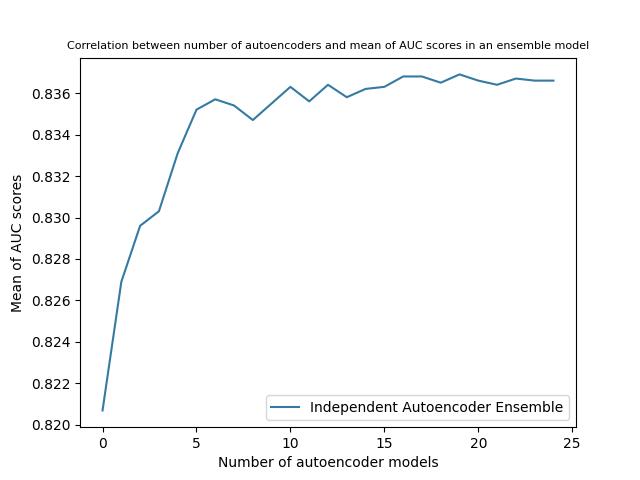 Correlation between number of autoencoders and mean of AUC scores in an ensemble model
0.836
0.834
0.832
0.830
0.828
0.826
0.824
0.822
0.820
Mean of AUC scores
Independent Autoencoder Ensemble
0 5 10 15 20 25
Number of autoencoder models